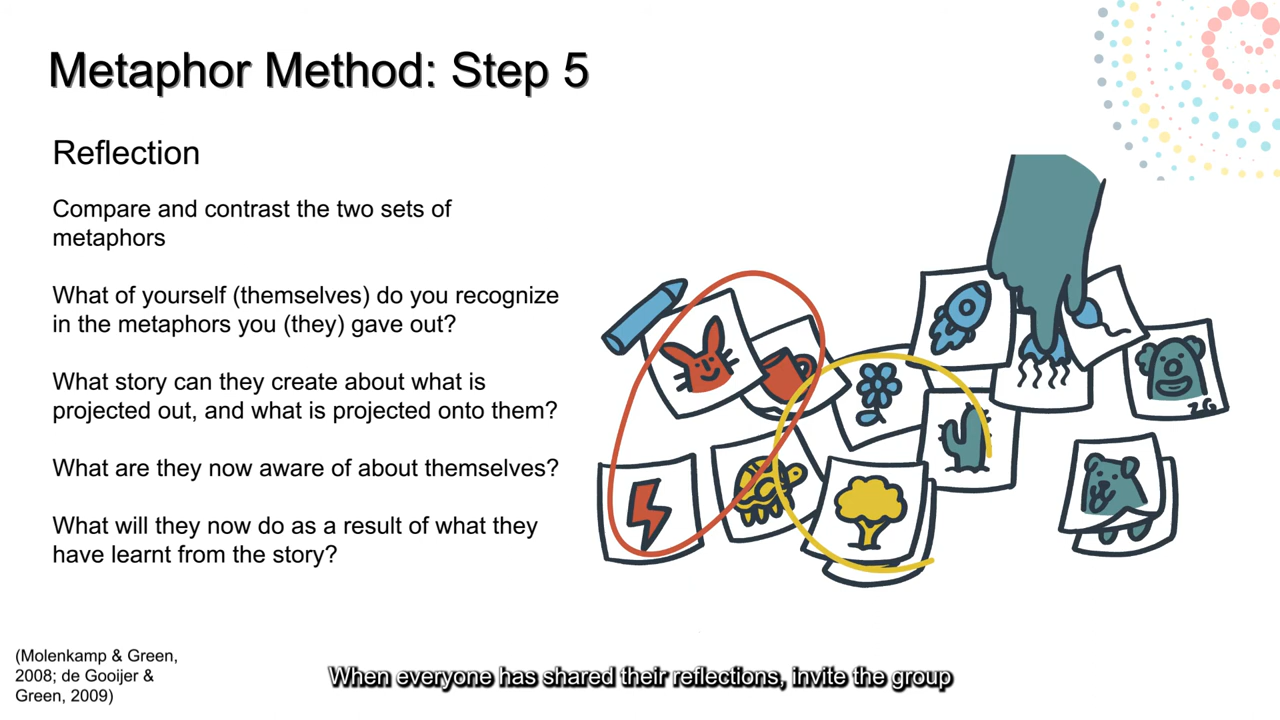 Metaphor Method: Step 5
Reflection
Compare and contrast the two sets of
metaphors
What of yourself (themselves) do you recognize
in the metaphors you (they) gave out?
What story can they create about what is
projected out, and what is projected onto them?
What are they now aware of about themselves?
What will they now do as a result of what they
have learnt from the story?
ZG
(Molenkamp & Green,
2008; de Gooijer &
Green, 2009)
When everyone has shared their reflections, invite the group